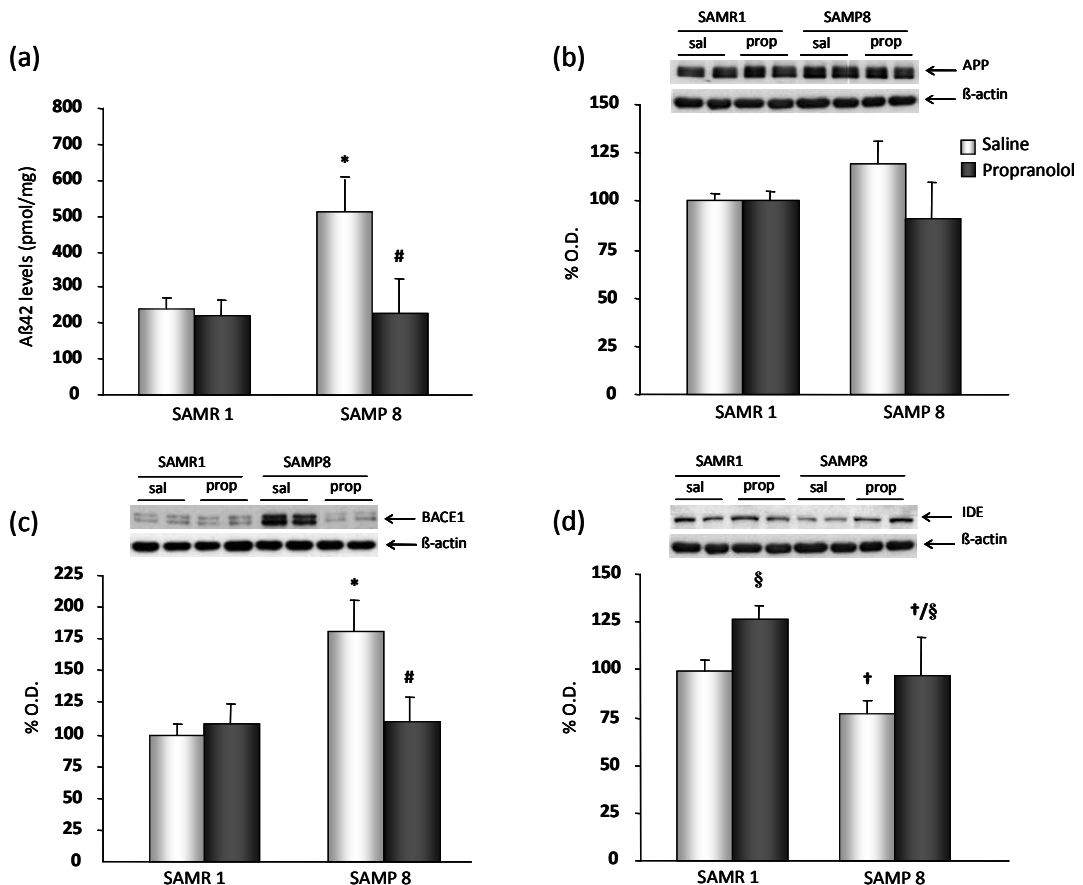 (a)
800
700
600
500
400
300
200
100
0
Aß42 levels (pmol/mg)
*
#
SAMR 1 SAMP 8
(b)
SAMR1 SAMP8
sal prop sal prop
APP
ß-actin
150
125
100
75
50
25
0
% O.D.
Saline
Propranolol
SAMR 1 SAMP 8
(c)
SAMR1 SAMP8
sal prop sal prop
BACE1
ß-actin
225
200
175
150
125
100
75
50
25
0
% O.D.
*
#
SAMR 1 SAMP 8
(d)
SAMR1 SAMP8
sal prop sal prop
IDE
ß-actin
150
125
100
75
50
25
0
% O.D.
§
†
†/§
SAMR 1 SAMP 8